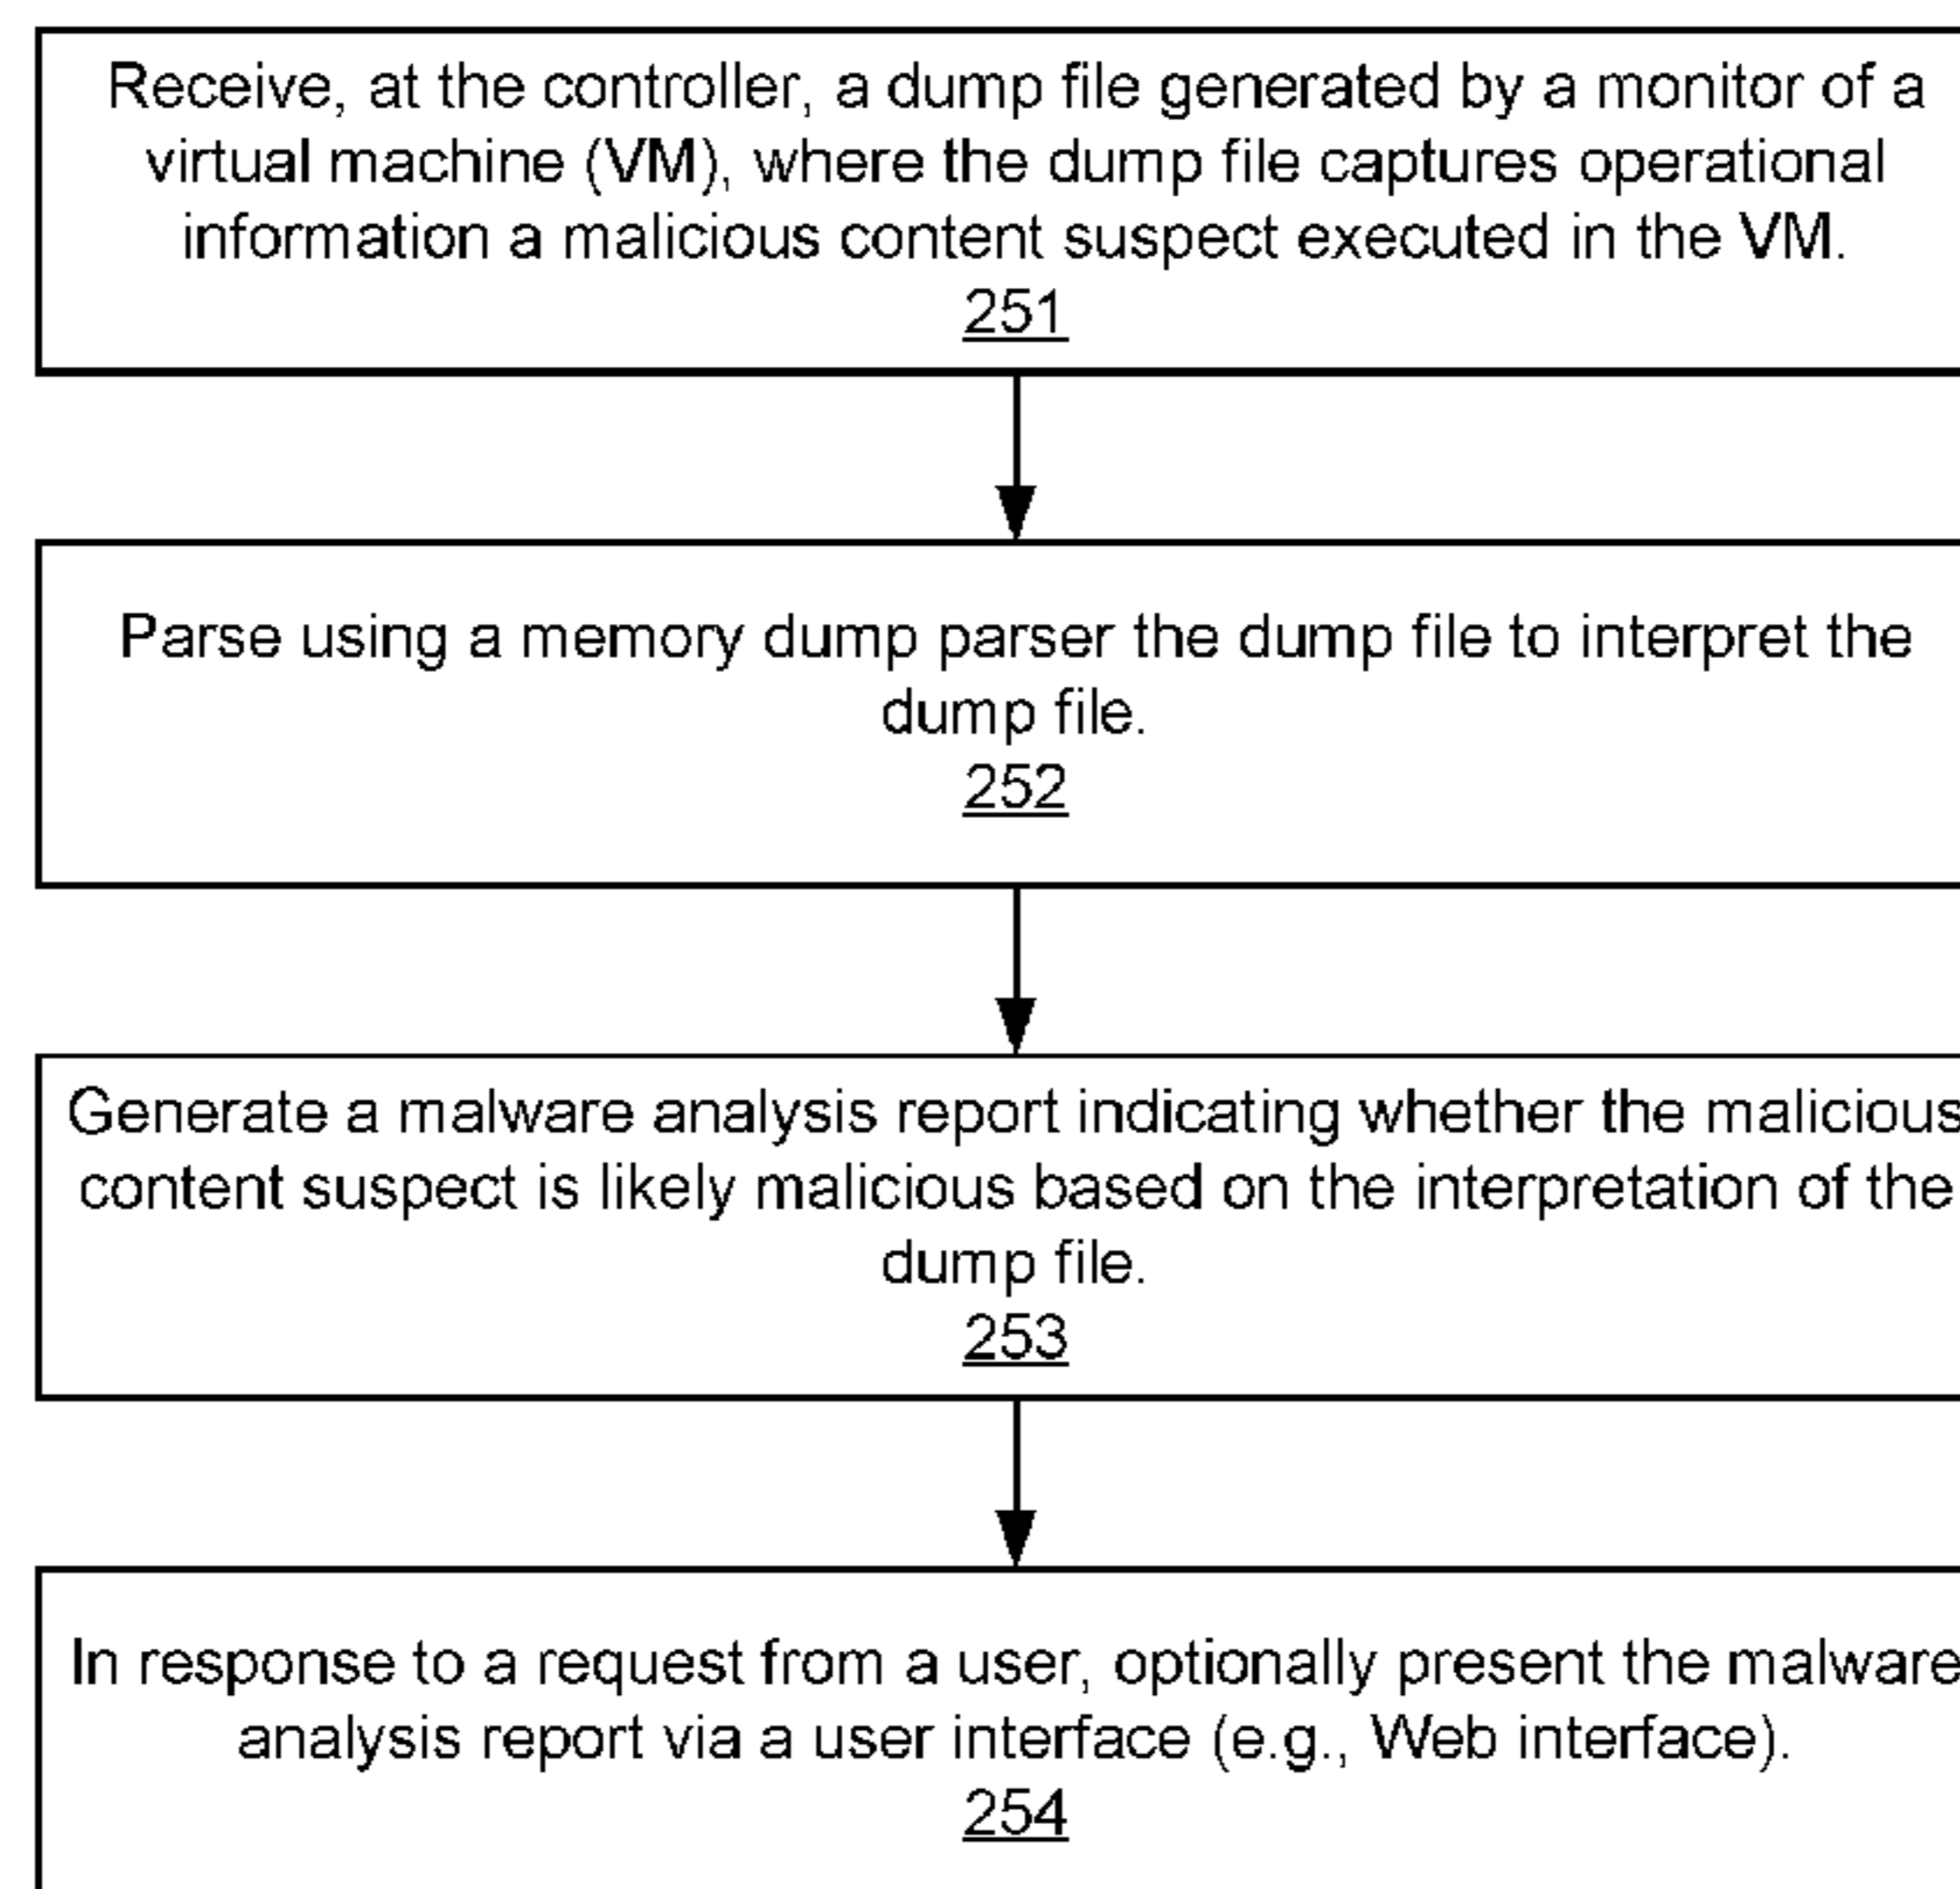 Receive, at the controller, a dump file generated by a monitor of a
virtual machine (VM), where the dump file captures operational
information a malicious content suspect executed in the VM.
251
Parse using a memory dump parser the dump file to interpret the
dump file.
252
Generate a malware analysis report indicating whether the malicious
content suspect is likely malicious based on the interpretation of the
dump file.
253
In response to a request from a user, optionally present the malware
analysis report via a user interface (e.g., Web interface).
254